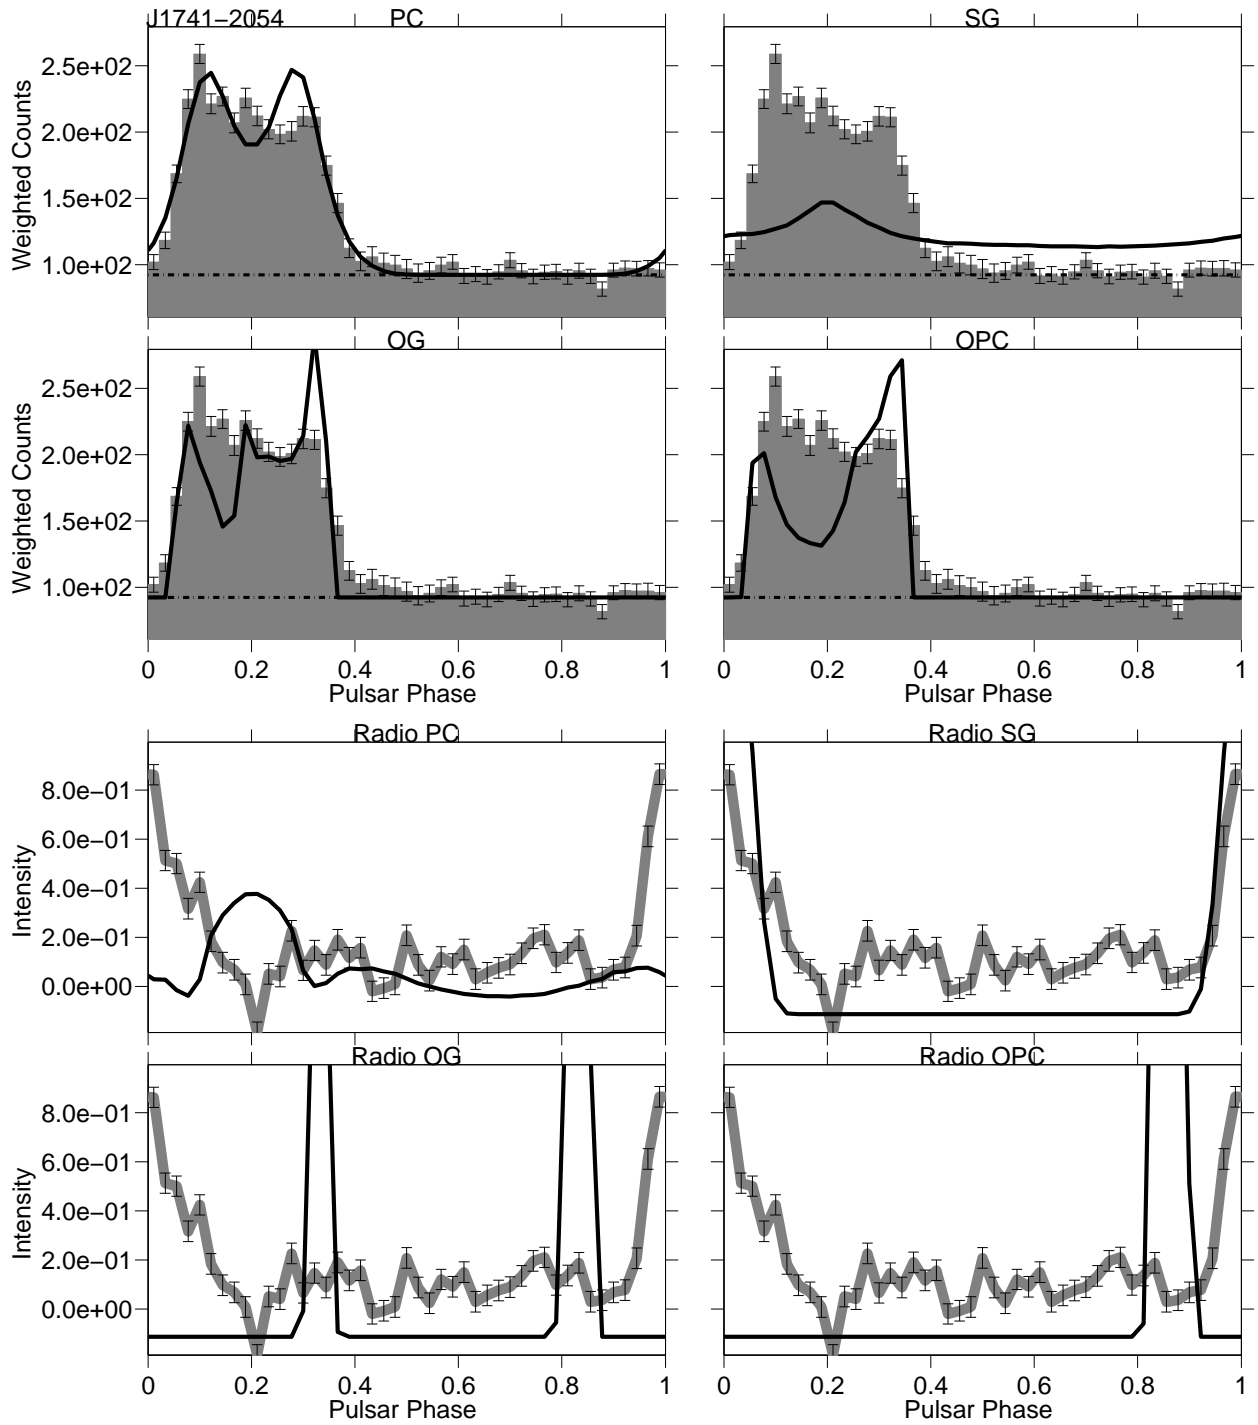 J1741−2054 PC SG
Weighted Counts
2.5e+02
2.0e+02
1.5e+02
1.0e+02
OG OPC
Weighted Counts
2.5e+02
2.0e+02
1.5e+02
1.0e+02
0 0.2 0.4 0.6 0.8 1 0 0.2 0.4 0.6 0.8 1
Pulsar Phase Pulsar Phase
Radio PC Radio SG
Intensity
8.0e−01
6.0e−01
4.0e−01
2.0e−01
0.0e+00
Radio OG Radio OPC
Intensity
8.0e−01
6.0e−01
4.0e−01
2.0e−01
0.0e+00
0 0.2 0.4 0.6 0.8 1 0 0.2 0.4 0.6 0.8 1
Pulsar Phase Pulsar Phase